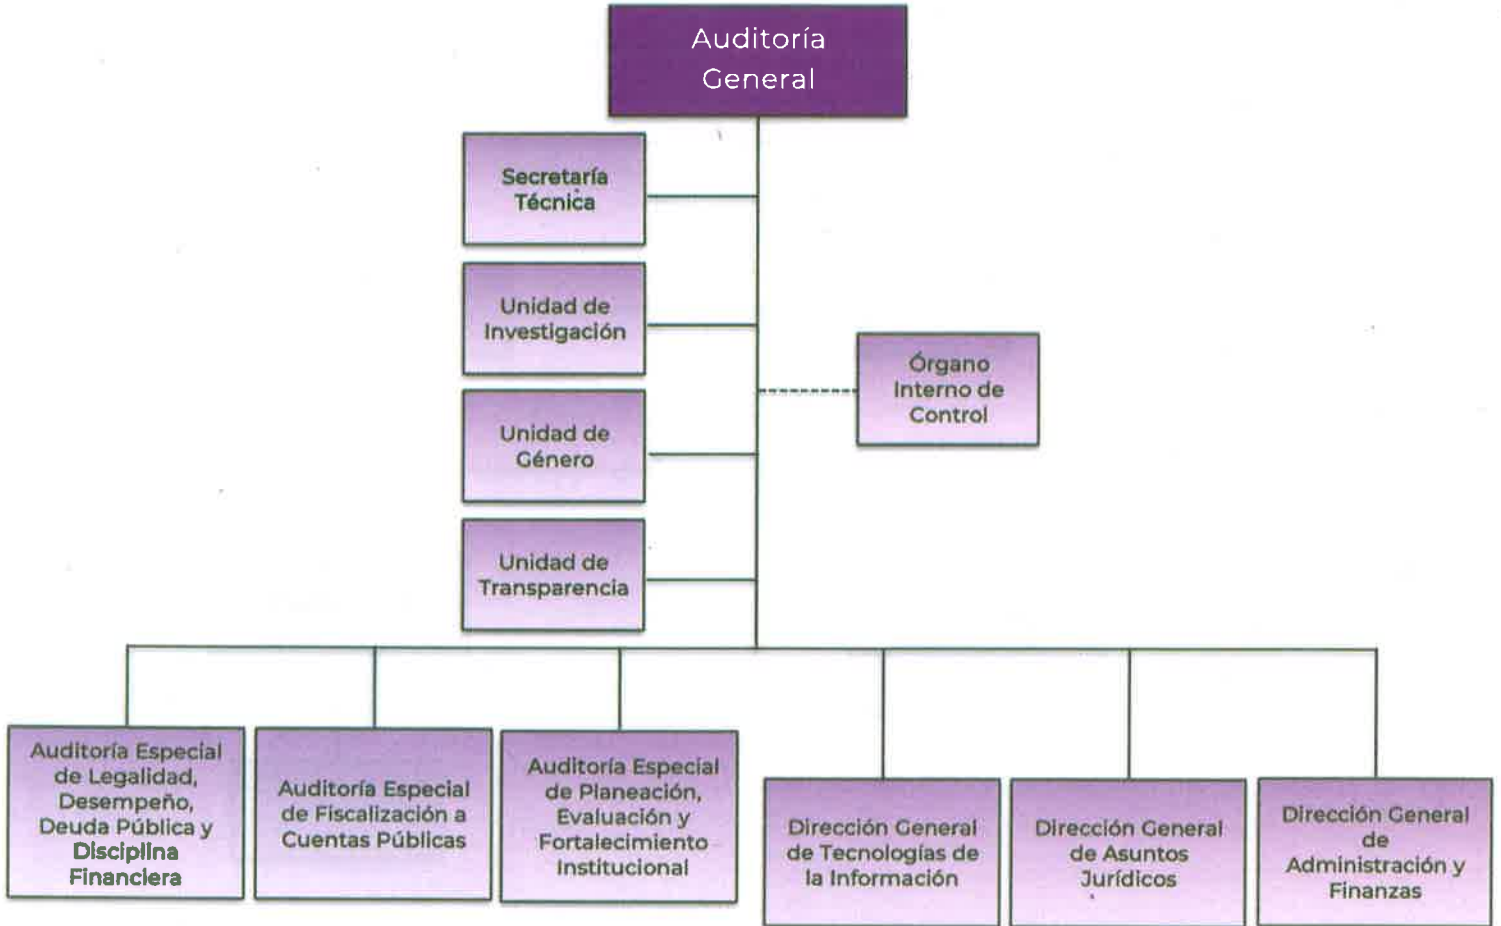 Auditoría
General
Secretaría
Técnica
Unidad de
Investigación
Órgano
Interno de
Control
Unidad de
Género
Unidad de
Transparencia
Auditoría Especial
de Legalidad,
Desempeño,
Deuda Pública y
Disciplina
Financiera
Auditoría Especial
de Fiscalización a
Cuentas Públicas
Auditoría Especial
de Planeación,
Evaluación y
Fortalecimiento
Institucional
Dirección General
de Tecnologías de
la Información
Dirección General
de Asuntos
Jurídicos
Dirección General
de
Administración y
Finanzas